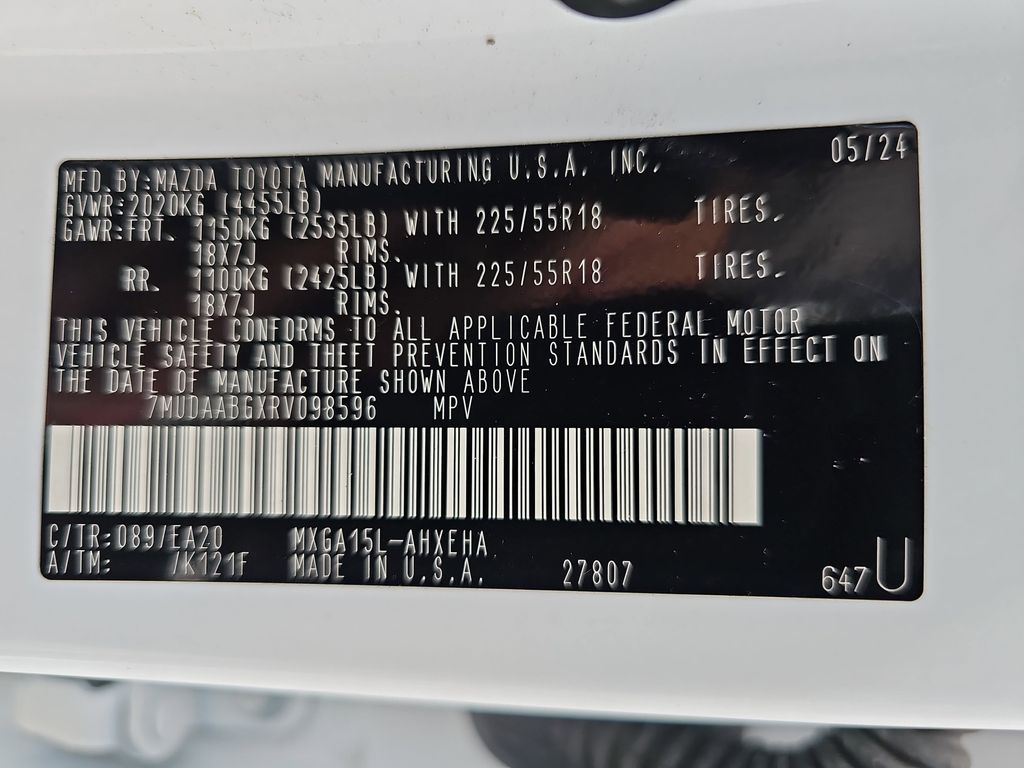 05/24
MFD.BY:MAZDA TOYOTA MANUFACTURING U.S.A. INC.
GVWR:2020KG (4455LB)
GAWR:FRT. 1150KG (2535LB) WITH 225/55R18 TIRES.
18X7J RIMS.
RR. 1100KG (2425LB) WITH 225/55R18 TIRES.
18X7J RIMS.
THIS VEHICLE CONFORMS TO ALL APPLICABLE FEDERAL MOTOR
VEHICLE SAFETY AND THEFT PREVENTION STANDARDS IN EFFECT ON
THE DATE OF MANUFACTURE SHOWN ABOVE
7MUDAABGXRV098596 MPV
C/TR:089/EA20 MXGA15L-AHXEHA
A/TM: /K121F MADE IN U.S.A. 27807 647 U